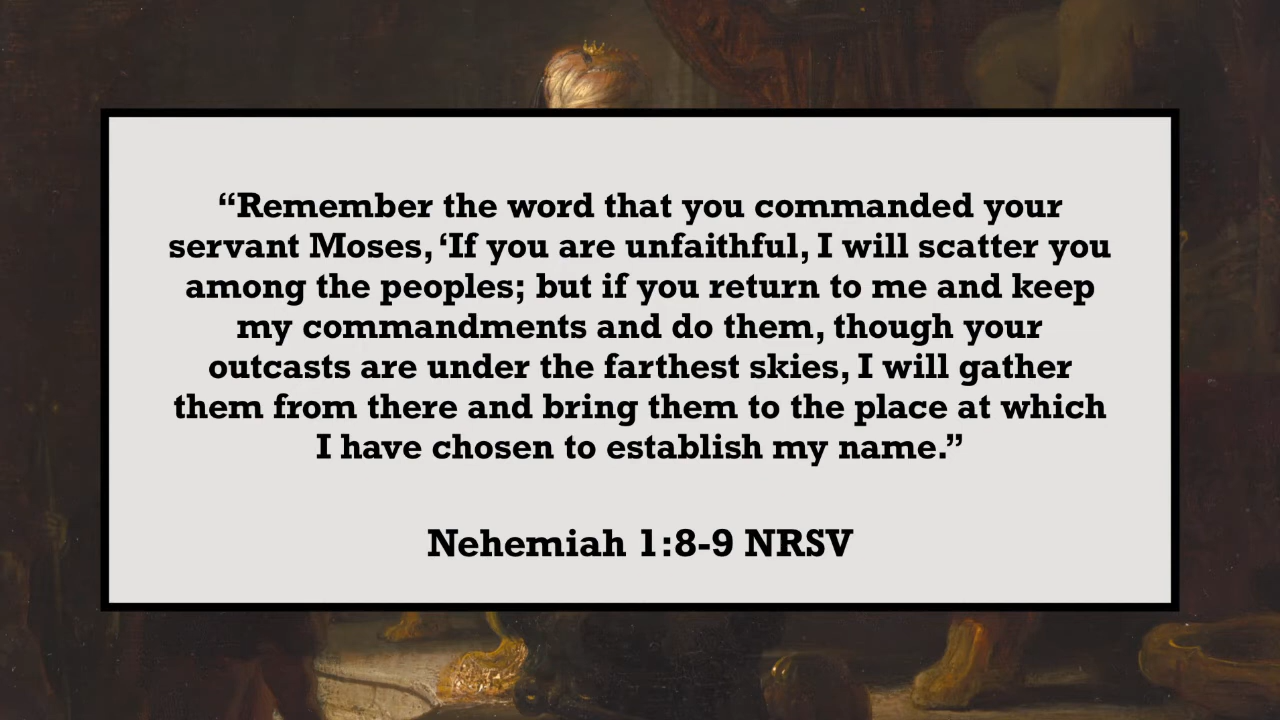 “Remember the word that you commanded your
servant Moses, ‘If you are unfaithful, I will scatter you
among the peoples; but if you return to me and keep
my commandments and do them, though your
outcasts are under the farthest skies, I will gather
them from there and bring them to the place at which
I have chosen to establish my name.”
Nehemiah 1:8-9 NRSV